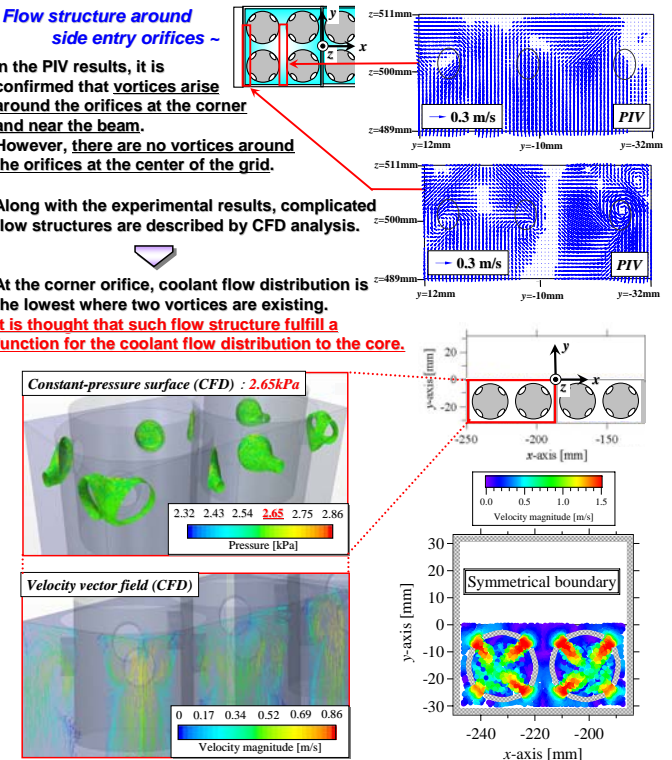 Flow structure around
side entry orifices ~
In the PIV results, it is
confirmed that vortices arise
around the orifices at the corner
and near the beam.
However, there are no vortices around
the orifices at the center of the grid.
Along with the experimental results, complicated
flow structures are described by CFD analysis.
At the corner orifice, coolant flow distribution is
the lowest where two vortices are existing.
It is thought that such flow structure fulfill a
function for the coolant flow distribution to the core.
y
x
z
z=511mm
z=500mm
z=489mm
0.3 m/s
PIV
y=12mm
y=-10mm
y=-32mm
z=511mm
z=500mm
z=489mm
0.3 m/s
PIV
y=12mm
y=-10mm
y=-32mm
Constant-pressure surface (CFD) : 2.65kPa
2.32 2.43 2.54 2.65 2.75 2.86
Pressure [kPa]
Velocity vector field (CFD)
0 0.17 0.34 0.52 0.69 0.86
Velocity magnitude [m/s]
y
x
z
y-axis [mm]
20
0
-20
-250 -200 -150
x-axis [mm]
0.0 0.5 1.0 1.5
Velocity magnitude [m/s]
Symmetrical boundary
y-axis [mm]
30
20
10
0
-10
-20
-30
-240 -220 -200
x-axis [mm]